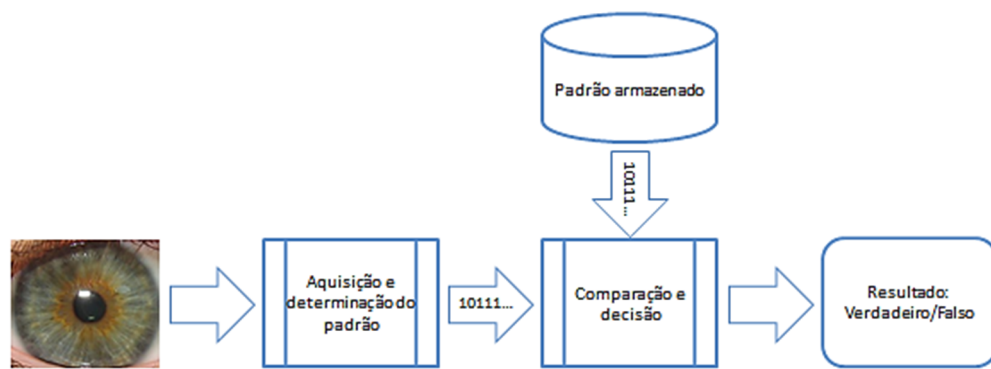 Padrão armazenado
10111...
Aquisição e
determinação do
padrão
10111...
Comparação e
decisão
Resultado:
Verdadeiro/Falso